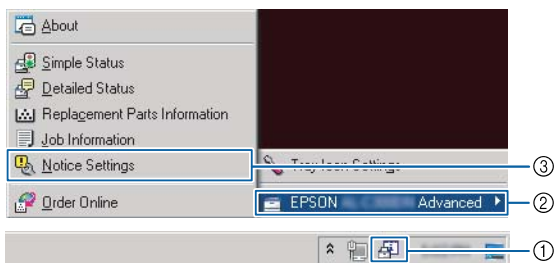 About
Simple Status
Detailed Status
Replacement Parts Information
Job Information
Notice Settings
Order Online
Tray Icon Settings
EPSON Advanced
③
②
①